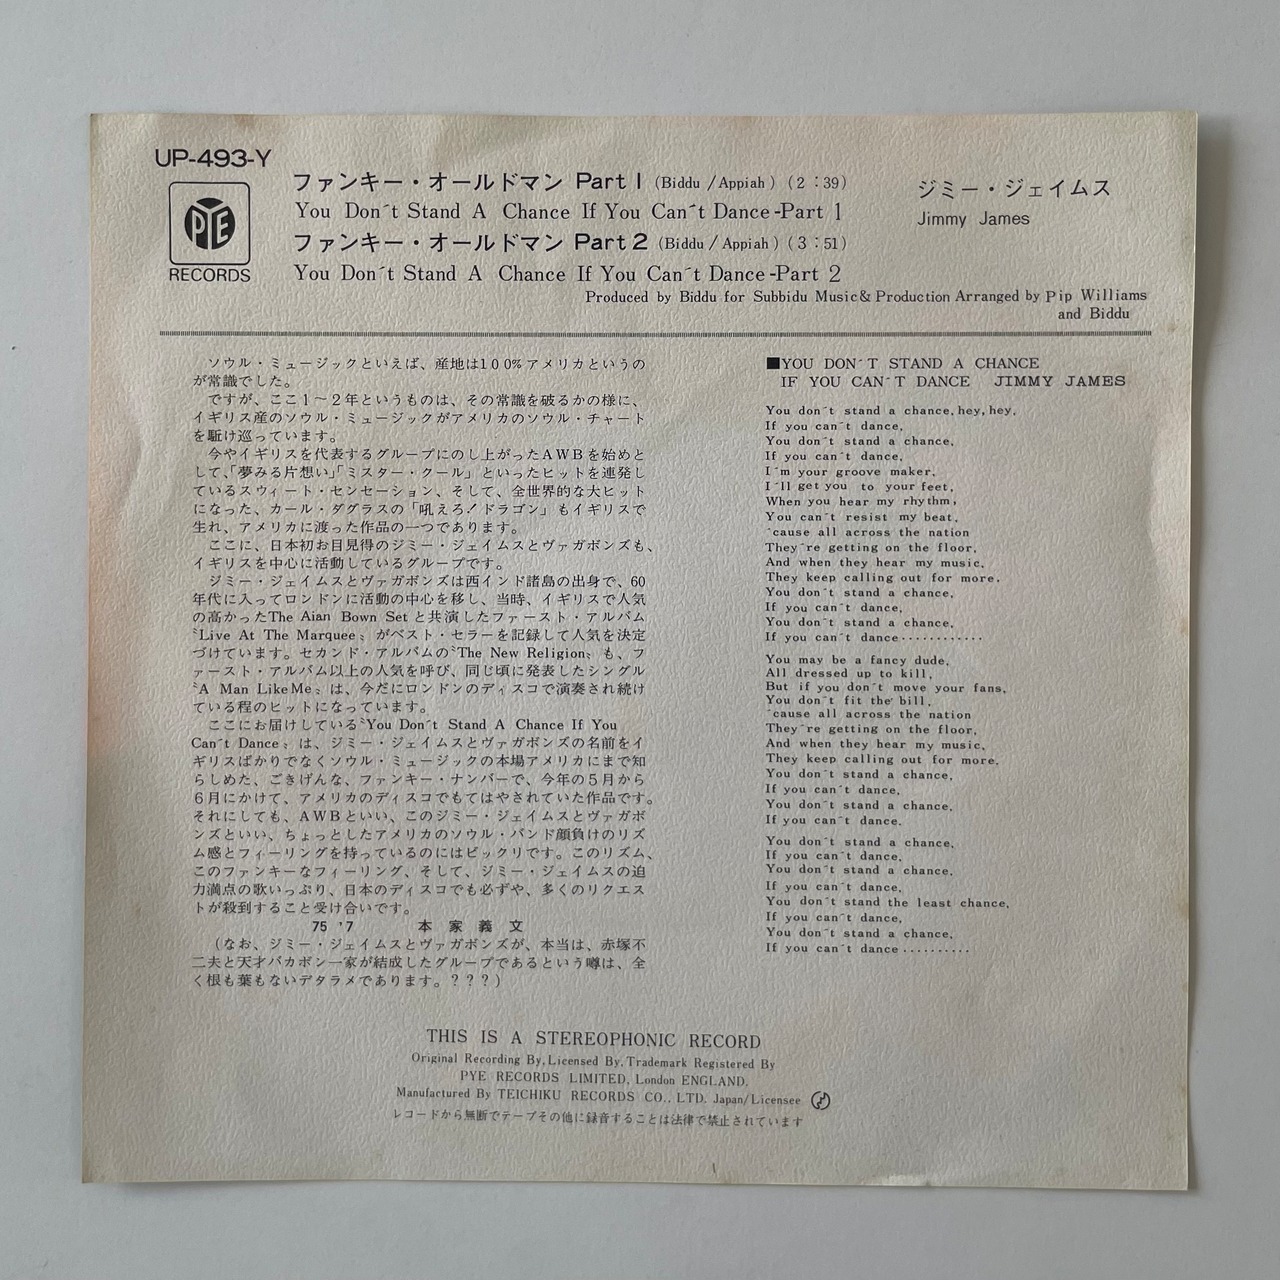 UP-493-Y
PYE
RECORDS
ファンキー・オールドマン Part 1 (Biddu / Appiah) (2:39)
You Don´t Stand A Chance If You Can´t Dance-Part 1
ファンキー・オールドマン Part 2 (Biddu / Appiah) (3:51)
You Don´t Stand A Chance If You Can´t Dance-Part 2
ジミー・ジェイムス
Jimmy James
Produced by Biddu for Subbidu Music & Production Arranged by Pip Williams
and Biddu
ソウル・ミュージックといえば、産地は100%アメリカというの
が常識でした。
ですが、ここ1〜2年というものは、その常識を破るかの様に、
イギリス産のソウル・ミュージックがアメリカのソウル・チャート
を駈け巡っています。
今やイギリスを代表するグループにのし上がったAWBを始めと
して、「夢みる片想い」「ミスター・クール」といったヒットを連発し
ているスウィート・センセーション、そして、全世界的な大ヒット
になった、カール・ダグラスの「吼えろ!ドラゴン」もイギリスで
生れ、アメリカに渡った作品の一つであります。
ここに、日本初お目見得のジミー・ジェイムスとヴァガボンズも、
イギリスを中心に活動しているグループです。
ジミー・ジェイムスとヴァガボンズは西インド諸島の出身で、60
年代に入ってロンドンに活動の中心を移し、当時、イギリスで人気
の高かったThe Aian Bown Setと共演したファースト・アルバム
〝Live At The Marquee〟がベスト・セラーを記録して人気を決定
づけています。セカンド・アルバムの〝The New Religion〟も、フ
ァースト・アルバム以上の人気を呼び、同じ頃に発表したシングル
〝A Man LikeMe〟は、今だにロンドンのディスコで演奏され続け
ている程のヒットになっています。
ここにお届けしている〝You Don´t Stand A Chance If You
Can´t Dance〟は、ジミー・ジェイムスとヴァガボンズの名前をイ
ギリスばかりでなくソウル・ミュージックの本場アメリカにまで知
らしめた、ごきげんな、ファンキー・ナンバーで、今年の5月から
6月にかけて、アメリカのディスコでもてはやされていた作品です。
それにしても、AWBといい、このジミー・ジェイムスとヴァガボ
ンズといい、ちょっとしたアメリカのソウル・バンド顔負けのリズ
ム感とフィーリングを持っているのにはビックリです。このリズム、
このファンキーなフィーリング、そして、ジミー・ジェイムスの迫
力満点の歌いっぷり、日本のディスコでも必ずや、多くのリクエス
トが殺到すること受け合いです。
75 '7 本家義文
(なお、ジミー・ジェイムスとヴァガボンズが、本当は、赤塚不
二夫と天才バカボン一家が結成したグループであるという噂は、全
く根も葉もないデタラメであります。???)
■YOU DON´T STAND A CHANCE
IF YOU CAN´T DANCE JIMMY JAMES
You don´t stand a chance, hey, hey.
If you can´t dance,
You don´t stand a chance,
If you can´t dance,
I´m your groove maker,
I´ll get you to your feet,
When you hear my rhythm,
You can´t resist my beat,
´cause all across the nation
They´re getting on the floor,
And when they hear my music,
They keep calling out for more.
You don´t stand a chance,
If you can´t dance,
You don´t stand a chance,
If you can´t dance············
You may be a fancy dude,
All dressed up to kill,
But if you don´t move your fans,
You don´t fit the bill,
´cause all across the nation
They´re getting on the floor,
And when they hear my music,
They keep calling out for more.
You don´t stand a chance,
If you can´t dance,
You don´t stand a chance,
If you can´t dance.
You don´t stand a chance,
If you can´t dance,
You don´t stand a chance,
If you can´t dance,
You don´t stand the least chance,
If you can´t dance,
You don´t stand a chance,
If you can´t dance··········
THIS IS A STEREOPHONIC RECORD
Original Recording By, Licensed By, Trademark Registered By
PYE RECORDS LIMITED, London ENGLAND.
Manufactured By TEICHIKU RECORDS CO., LTD. Japan/Licensee
レコードから無断でテープその他に録音することは法律で禁止されています